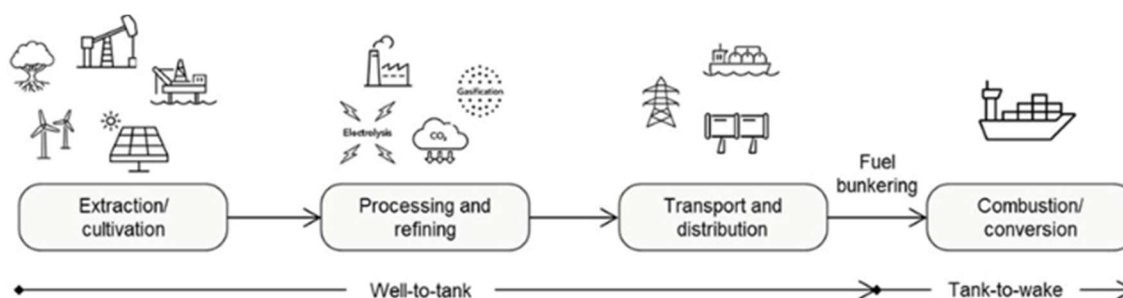 Gasification
Electrolysis
CO₂
Fuel
bunkering
Extraction/
cultivation
Processing and
refining
Transport and
distribution
Combustion/
conversion
Well-to-tank
Tank-to-wake